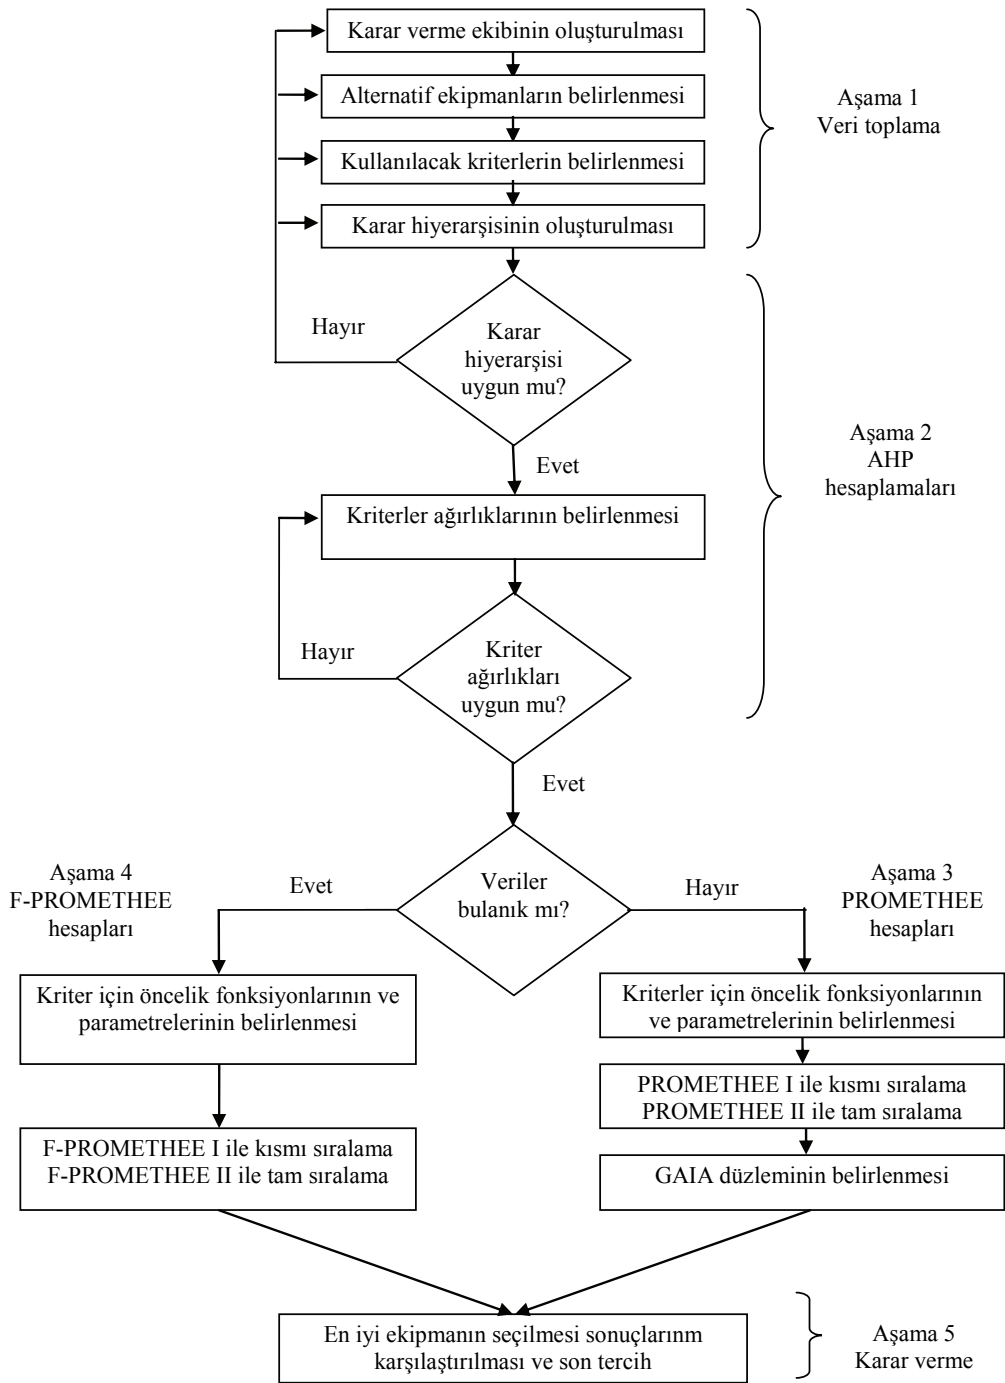 Karar verme ekibinin oluşturulması
Alternatif ekipmanların belirlenmesi
Kullanılacak kriterlerin belirlenmesi
Karar hiyerarşisinin oluşturulması
Aşama 1
Veri toplama
Hayır
Karar
hiyerarşisi
uygun mu?
Evet
Aşama 2
AHP
hesaplamaları
Kriterler ağırlıklarının belirlenmesi
Hayır
Kriter
ağırlıkları
uygun mu?
Evet
Aşama 4
F-PROMETHEE
hesapları
Evet
Veriler
bulanık mı?
Hayır
Aşama 3
PROMETHEE
hesapları
Kriter için öncelik fonksiyonlarının ve
parametrelerinin belirlenmesi
Kriterler için öncelik fonksiyonlarının
ve parametrelerinin belirlenmesi
PROMETHEE I ile kısmı sıralama
PROMETHEE II ile tam sıralama
F-PROMETHEE I ile kısmı sıralama
F-PROMETHEE II ile tam sıralama
GAIA düzleminin belirlenmesi
En iyi ekipmanın seçilmesi sonuçlarınm
karşılaştırılması ve son tercih
Aşama 5
Karar verme